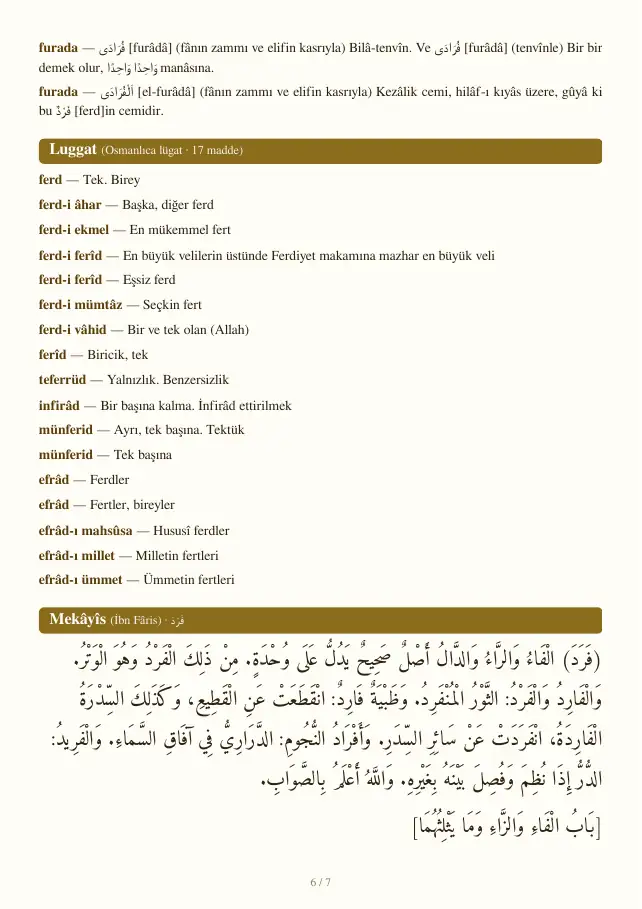 furada — فُرَادَى [furâdâ] (fânın zammı ve elifin kasrıyla) Bilâ-tenvîn. Ve فُرَادًى [furâdâ] (tenvînle) Bir bir
demek olur, وَاحِدًا وَاحِدًا manâsına.
furada — اَلْفُرَادَى [el-furâdâ] (fânın zammı ve elifin kasrıyla) Kezâlik cemi, hilâf-ı kıyâs üzere, gûyâ ki
bu فَرْدٌ [ferd]in cemidir.
Luggat (Osmanlıca lügat · 17 madde)
ferd — Tek. Birey
ferd-i âhar — Başka, diğer ferd
ferd-i ekmel — En mükemmel fert
ferd-i ferîd — En büyük velilerin üstünde Ferdiyet makamına mazhar en büyük veli
ferd-i ferîd — Eşsiz ferd
ferd-i mümtâz — Seçkin fert
ferd-i vâhid — Bir ve tek olan (Allah)
ferîd — Biricik, tek
teferrüd — Yalnızlık. Benzersizlik
infirâd — Bir başına kalma. İnfirâd ettirilmek
münferid — Ayrı, tek başına. Tektük
münferid — Tek başına
efrâd — Ferdler
efrâd — Fertler, bireyler
efrâd-ı mahsûsa — Hususî ferdler
efrâd-ı millet — Milletin fertleri
efrâd-ı ümmet — Ümmetin fertleri
Mekâyîs (İbn Fâris) · فَرَدَ
(فَرَدَ) الْفَاءُ وَالرَّاءُ وَالدَّالُ أَصْلٌ صَحِيحٌ يَدُلُّ عَلَى وُحْدَةٍ. مِنْ ذَلِكَ الْفَرْدُ وَهُوَ الْوَتْرُ.
وَالْفَارِدُ وَالْفَرْدُ: الثَّوْرُ الْمُنْفَرِدُ. وَظَبْيَةٌ فَارِدٌ: انْقَطَعَتْ عَنِ الْقَطِيعِ، وَكَذَلِكَ السِّدْرَةُ
الْفَارِدَةُ، انْفَرَدَتْ عَنْ سَائِرِ السِّدَرِ. وَأَفْرَادُ النُّجُومِ: الدَّرَارِيُّ فِي آفَاقِ السَّمَاءِ. وَالْفَرِيدُ:
الدُّرُّ إِذَا نُظِمَ وَفُصِلَ بَيْنَهُ بِغَيْرِهِ. وَاللَّهُ أَعْلَمُ بِالصَّوَابِ.
[بَابُ الْفَاءِ وَالزَّاءِ وَمَا يَثْلِثُهُمَا]
6 / 7